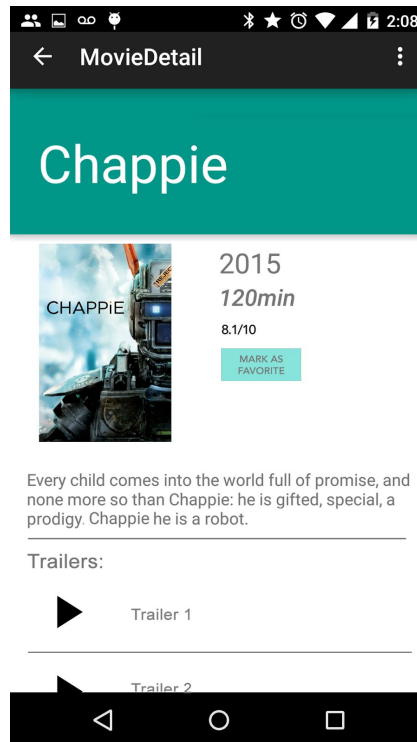 2:08
MovieDetail
Chappie
CHAPPiE
REJECT
2015
120min
8.1/10
MARK AS
FAVORITE
Every child comes into the world full of promise, and
none more so than Chappie: he is gifted, special, a
prodigy. Chappie he is a robot.
Trailers:
Trailer 1
Trailer 2